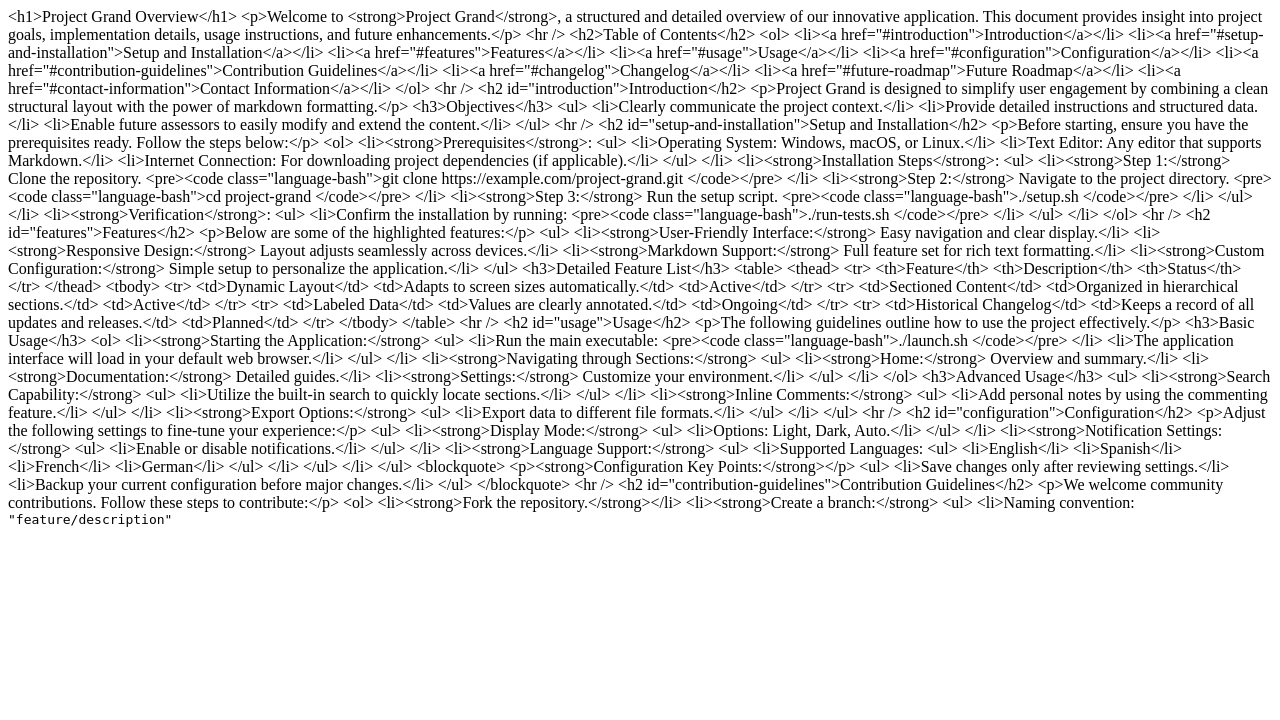 <h1>Project Grand Overview</h1> <p>Welcome to <strong>Project Grand</strong>, a structured and detailed overview of our innovative application. This document provides insight into project
goals, implementation details, usage instructions, and future enhancements.</p> <hr /> <h2>Table of Contents</h2> <ol> <li><a href="#introduction">Introduction</a></li> <li><a href="#setup-
and-installation">Setup and Installation</a></li> <li><a href="#features">Features</a></li> <li><a href="#usage">Usage</a></li> <li><a href="#configuration">Configuration</a></li> <li><a
href="#contribution-guidelines">Contribution Guidelines</a></li> <li><a href="#changelog">Changelog</a></li> <li><a href="#future-roadmap">Future Roadmap</a></li> <li><a
href="#contact-information">Contact Information</a></li> </ol> <hr /> <h2 id="introduction">Introduction</h2> <p>Project Grand is designed to simplify user engagement by combining a clean
structural layout with the power of markdown formatting.</p> <h3>Objectives</h3> <ul> <li>Clearly communicate the project context.</li> <li>Provide detailed instructions and structured data.
</li> <li>Enable future assessors to easily modify and extend the content.</li> </ul> <hr /> <h2 id="setup-and-installation">Setup and Installation</h2> <p>Before starting, ensure you have the
prerequisites ready. Follow the steps below:</p> <ol> <li><strong>Prerequisites</strong>: <ul> <li>Operating System: Windows, macOS, or Linux.</li> <li>Text Editor: Any editor that supports
Markdown.</li> <li>Internet Connection: For downloading project dependencies (if applicable).</li> </ul> </li> <li><strong>Installation Steps</strong>: <ul> <li><strong>Step 1:</strong>
Clone the repository. <pre><code class="language-bash">git clone https://example.com/project-grand.git </code></pre> </li> <li><strong>Step 2:</strong> Navigate to the project directory. <pre>
<code class="language-bash">cd project-grand </code></pre> </li> <li><strong>Step 3:</strong> Run the setup script. <pre><code class="language-bash">./setup.sh </code></pre> </li> </ul>
</li> <li><strong>Verification</strong>: <ul> <li>Confirm the installation by running: <pre><code class="language-bash">./run-tests.sh </code></pre> </li> </ul> </li> </ol> <hr /> <h2
id="features">Features</h2> <p>Below are some of the highlighted features:</p> <ul> <li><strong>User-Friendly Interface:</strong> Easy navigation and clear display.</li> <li>
<strong>Responsive Design:</strong> Layout adjusts seamlessly across devices.</li> <li><strong>Markdown Support:</strong> Full feature set for rich text formatting.</li> <li><strong>Custom
Configuration:</strong> Simple setup to personalize the application.</li> </ul> <h3>Detailed Feature List</h3> <table> <thead> <tr> <th>Feature</th> <th>Description</th> <th>Status</th>
</tr> </thead> <tbody> <tr> <td>Dynamic Layout</td> <td>Adapts to screen sizes automatically.</td> <td>Active</td> </tr> <tr> <td>Sectioned Content</td> <td>Organized in hierarchical
sections.</td> <td>Active</td> </tr> <tr> <td>Labeled Data</td> <td>Values are clearly annotated.</td> <td>Ongoing</td> </tr> <tr> <td>Historical Changelog</td> <td>Keeps a record of all
updates and releases.</td> <td>Planned</td> </tr> </tbody> </table> <hr /> <h2 id="usage">Usage</h2> <p>The following guidelines outline how to use the project effectively.</p> <h3>Basic
Usage</h3> <ol> <li><strong>Starting the Application:</strong> <ul> <li>Run the main executable: <pre><code class="language-bash">./launch.sh </code></pre> </li> <li>The application
interface will load in your default web browser.</li> </ul> </li> <li><strong>Navigating through Sections:</strong> <ul> <li><strong>Home:</strong> Overview and summary.</li> <li>
<strong>Documentation:</strong> Detailed guides.</li> <li><strong>Settings:</strong> Customize your environment.</li> </ul> </li> </ol> <h3>Advanced Usage</h3> <ul> <li><strong>Search
Capability:</strong> <ul> <li>Utilize the built-in search to quickly locate sections.</li> </ul> </li> <li><strong>Inline Comments:</strong> <ul> <li>Add personal notes by using the commenting
feature.</li> </ul> </li> <li><strong>Export Options:</strong> <ul> <li>Export data to different file formats.</li> </ul> </li> </ul> <hr /> <h2 id="configuration">Configuration</h2> <p>Adjust
the following settings to fine-tune your experience:</p> <ul> <li><strong>Display Mode:</strong> <ul> <li>Options: Light, Dark, Auto.</li> </ul> </li> <li><strong>Notification Settings:
</strong> <ul> <li>Enable or disable notifications.</li> </ul> </li> <li><strong>Language Support:</strong> <ul> <li>Supported Languages: <ul> <li>English</li> <li>Spanish</li>
<li>French</li> <li>German</li> </ul> </li> </ul> </li> </ul> <blockquote> <p><strong>Configuration Key Points:</strong></p> <ul> <li>Save changes only after reviewing settings.</li>
<li>Backup your current configuration before major changes.</li> </ul> </blockquote> <hr /> <h2 id="contribution-guidelines">Contribution Guidelines</h2> <p>We welcome community
contributions. Follow these steps to contribute:</p> <ol> <li><strong>Fork the repository.</strong></li> <li><strong>Create a branch:</strong> <ul> <li>Naming convention:
"feature/description"